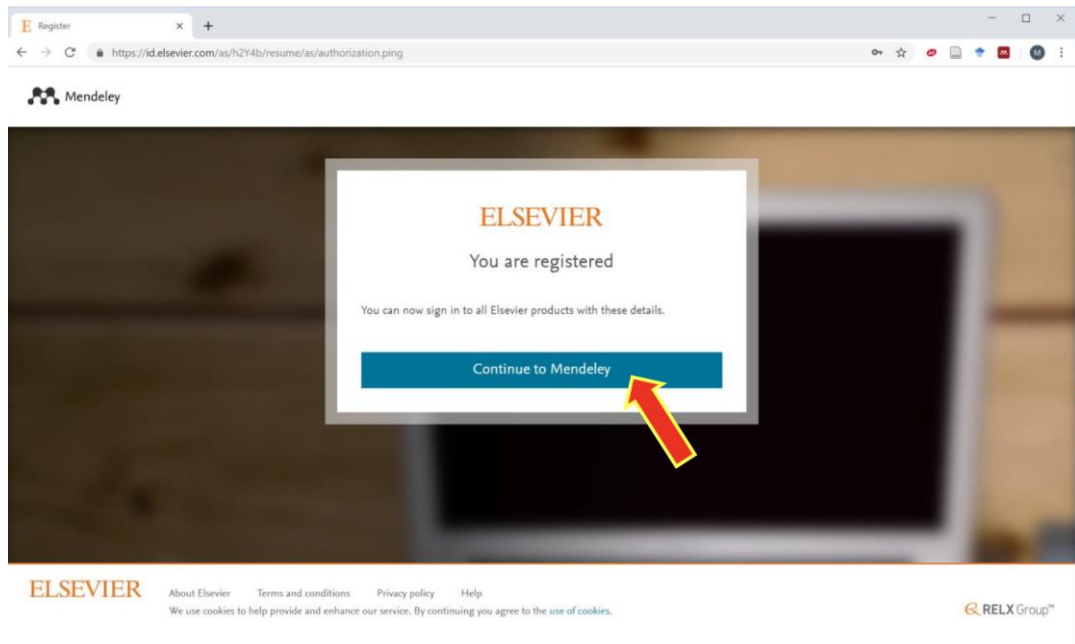 E Register
https://id.elsevier.com/as/h2Y4b/resume/as/authorization.ping
M
Mendeley
ELSEVIER
You are registered
You can now sign in to all Elsevier products with these details.
Continue to Mendeley
ELSEVIER
About Elsevier Terms and conditions Privacy policy Help
We use cookies to help provide and enhance our service. By continuing you agree to the use of cookies.
RELX Group™